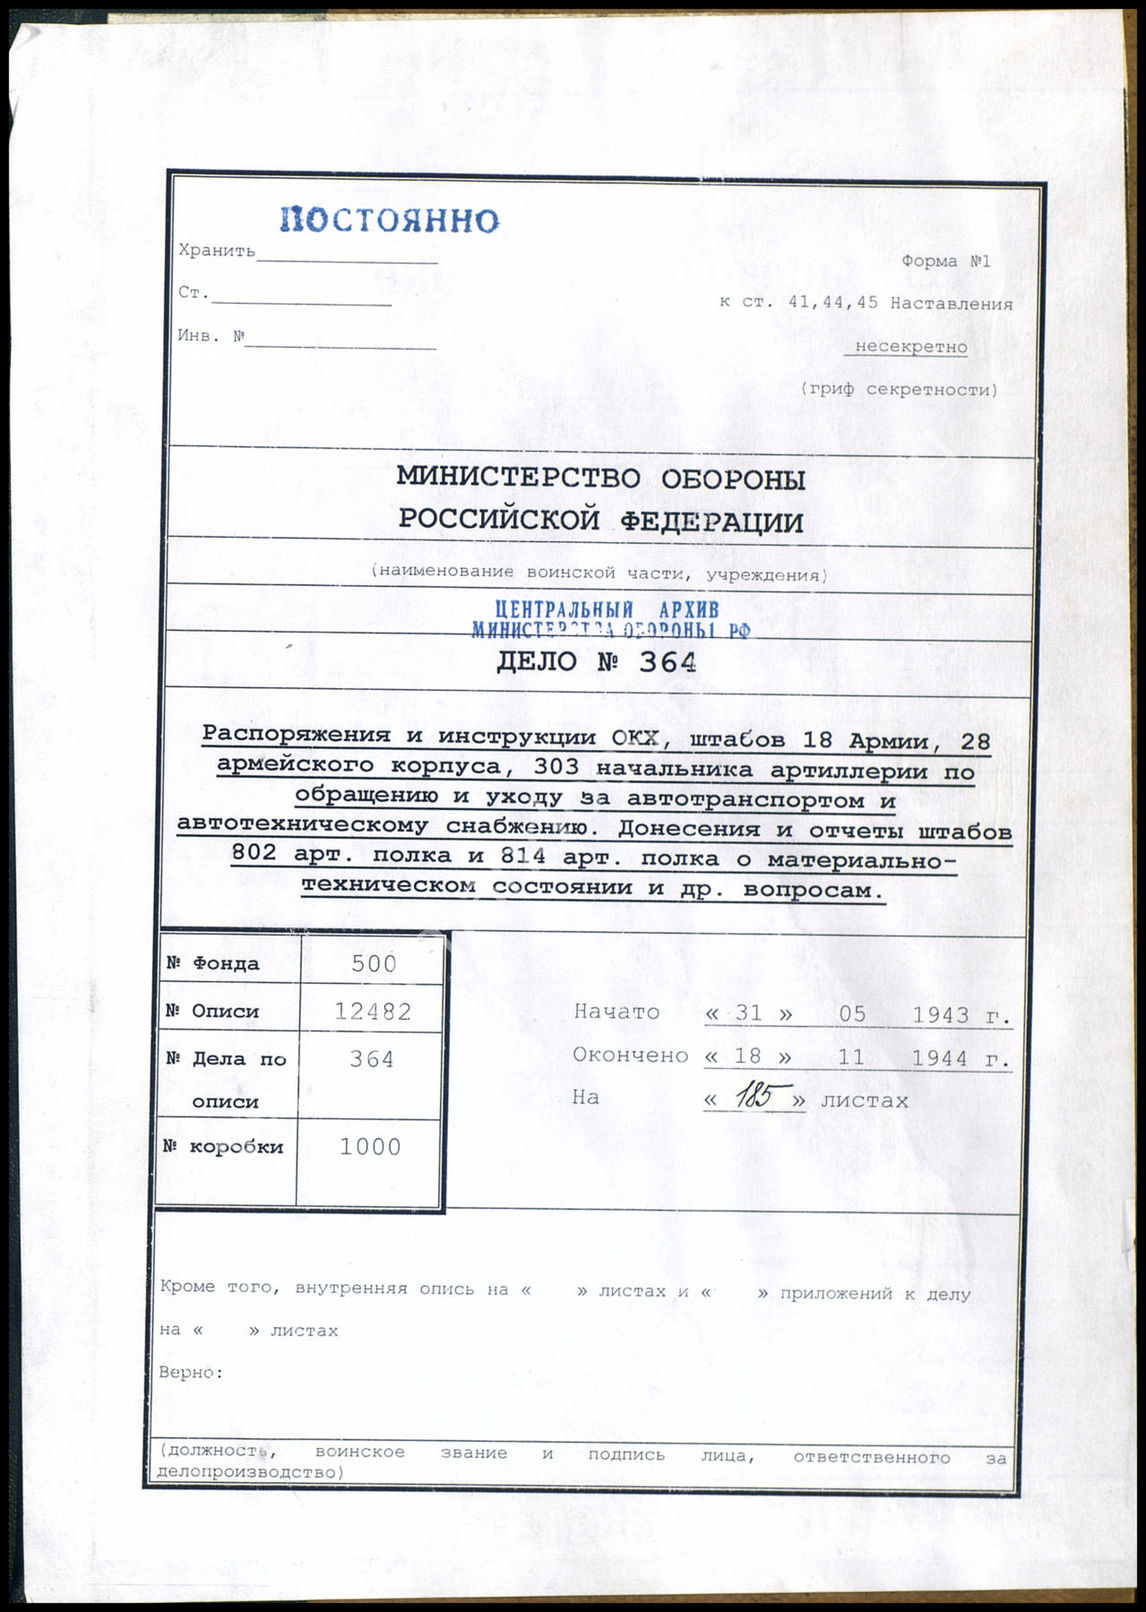 ПОСТОЯННО
Хранить
Форма №1
Ст.
к ст. 41,44,45 Наставления
Инв. №
несекретно
(гриф секретности)
МИНИСТЕРСТВО ОБОРОНЫ
РОССИЙСКОЙ ФЕДЕРАЦИИ
(наименование воинской части, учреждения)
ЦЕНТРАЛЬНЫЙ АРХИВ
МИНИСТЕРСТВА ОБОРОНЫ РФ
ДЕЛО № 364
Распоряжения и инструкции ОКХ, штабов 18 Армии, 28
армейского корпуса, 303 начальника артиллерии по
обращению и уходу за автотранспортом и
автотехническому снабжению. Донесения и отчеты штабов
802 арт. полка и 814 арт. полка о материально-
техническом состоянии и др. вопросам.
№ Фонда 500
№ Описи 12482
№ Дела по 364
описи
№ коробки 1000
Начато « 31 » 05 1943 г.
Окончено « 18 » 11 1944 г.
На « 185 » листах
Кроме того, внутренняя опись на « » листах и « » приложений к делу
на « » листах
Верно:
(должность, воинское звание и подпись лица, ответственного за
делопроизводство)